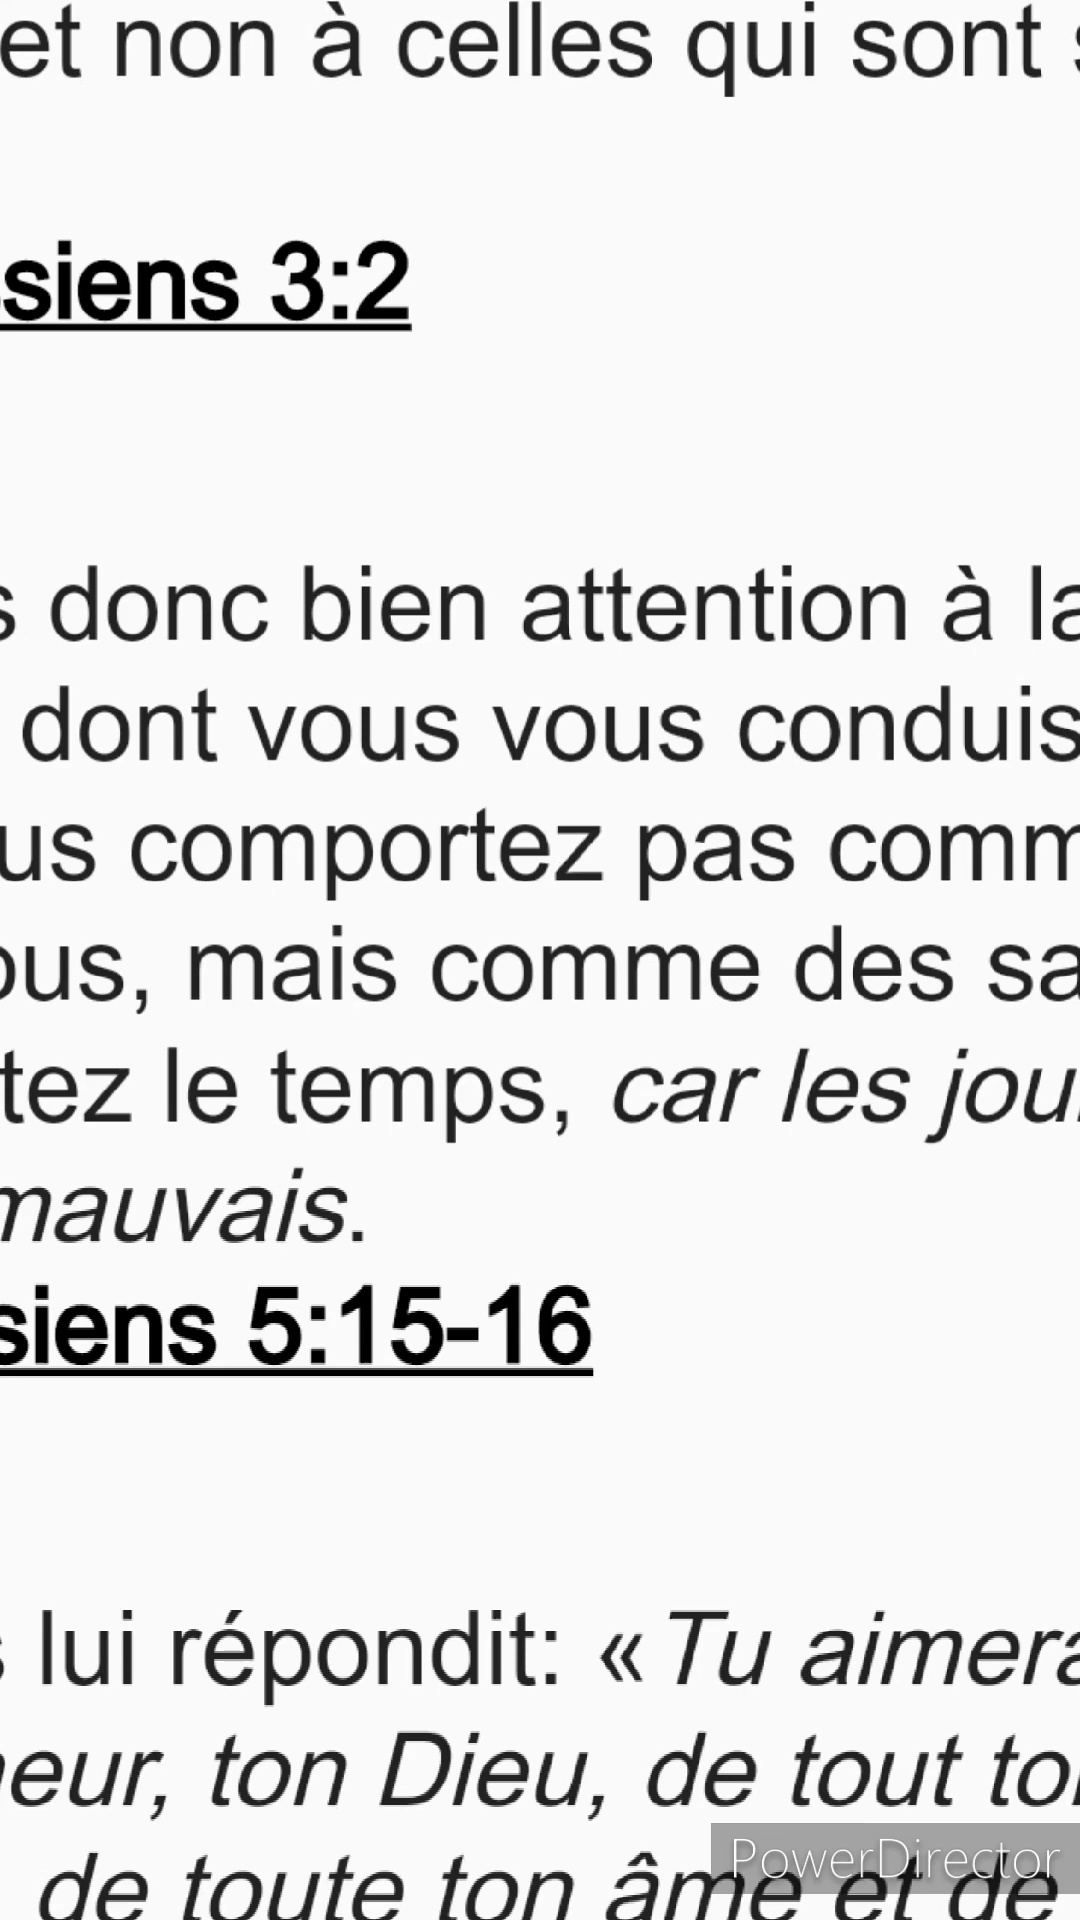 et non à celles qui sont
siens 3:2
donc bien attention à la
dont vous vous conduis
us comportez pas comm
ous, mais comme des sa
tez le temps, car les jou
mauvais.
siens 5:15-16
lui répondit: «Tu aimera
eur, ton Dieu, de tout to
de toute ton âme et de
PowerDirector